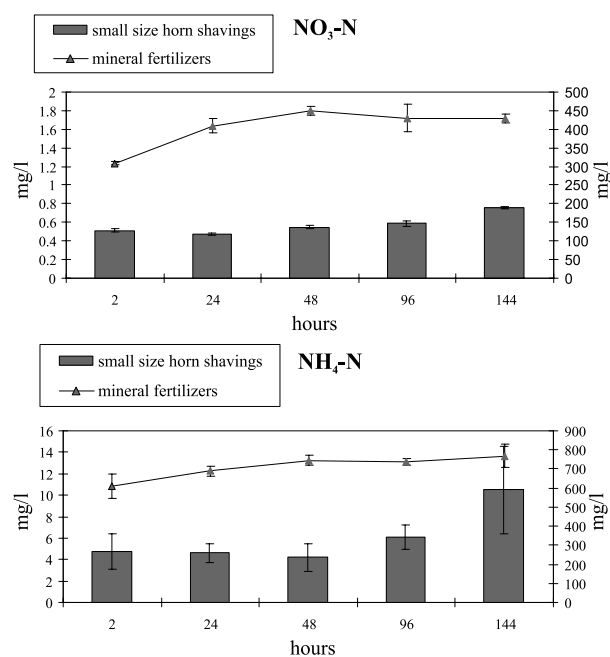 small size horn shavings
mineral fertilizers
NO3-N
2
1.8
1.6
1.4
1.2
1
0.8
0.6
0.4
0.2
0
mg/l
500
450
400
350
300
250
200
150
100
50
0
mg/l
2 24 48 96 144
hours
small size horn shavings
mineral fertilizers
NH4-N
16
14
12
10
8
6
4
2
0
mg/l
900
800
700
600
500
400
300
200
100
0
mg/l
2 24 48 96 144
hours